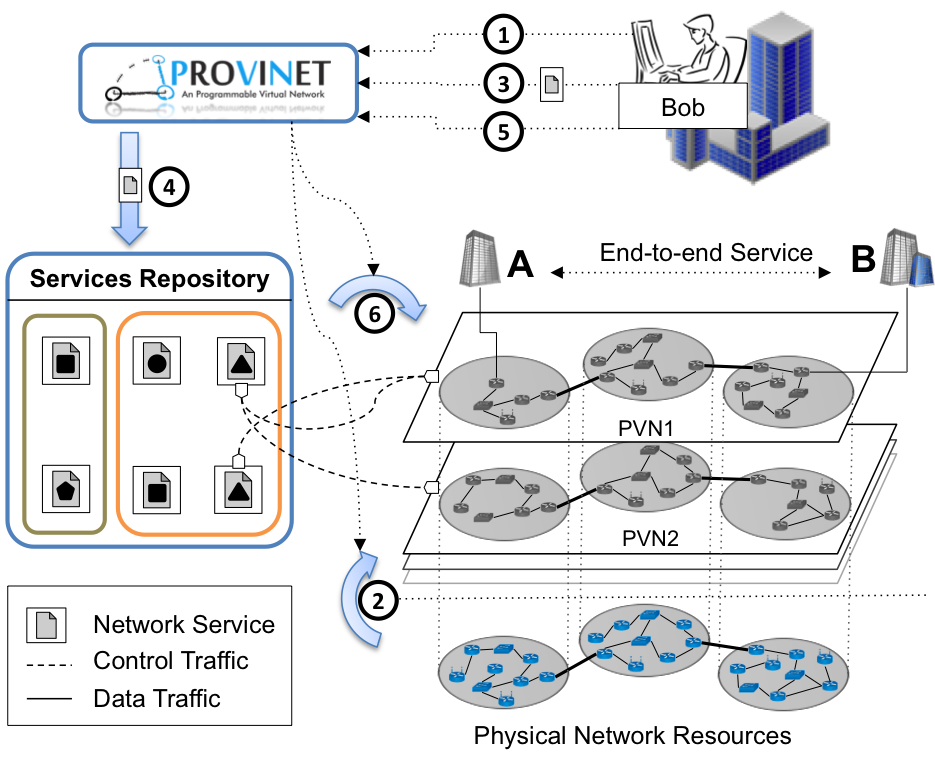 1
PROVINET
An Programmable Virtual Network
3
Bob
5
4
Services Repository
A
End-to-end Service
B
6
PVN1
PVN2
2
Network Service
Control Traffic
Data Traffic
Physical Network Resources